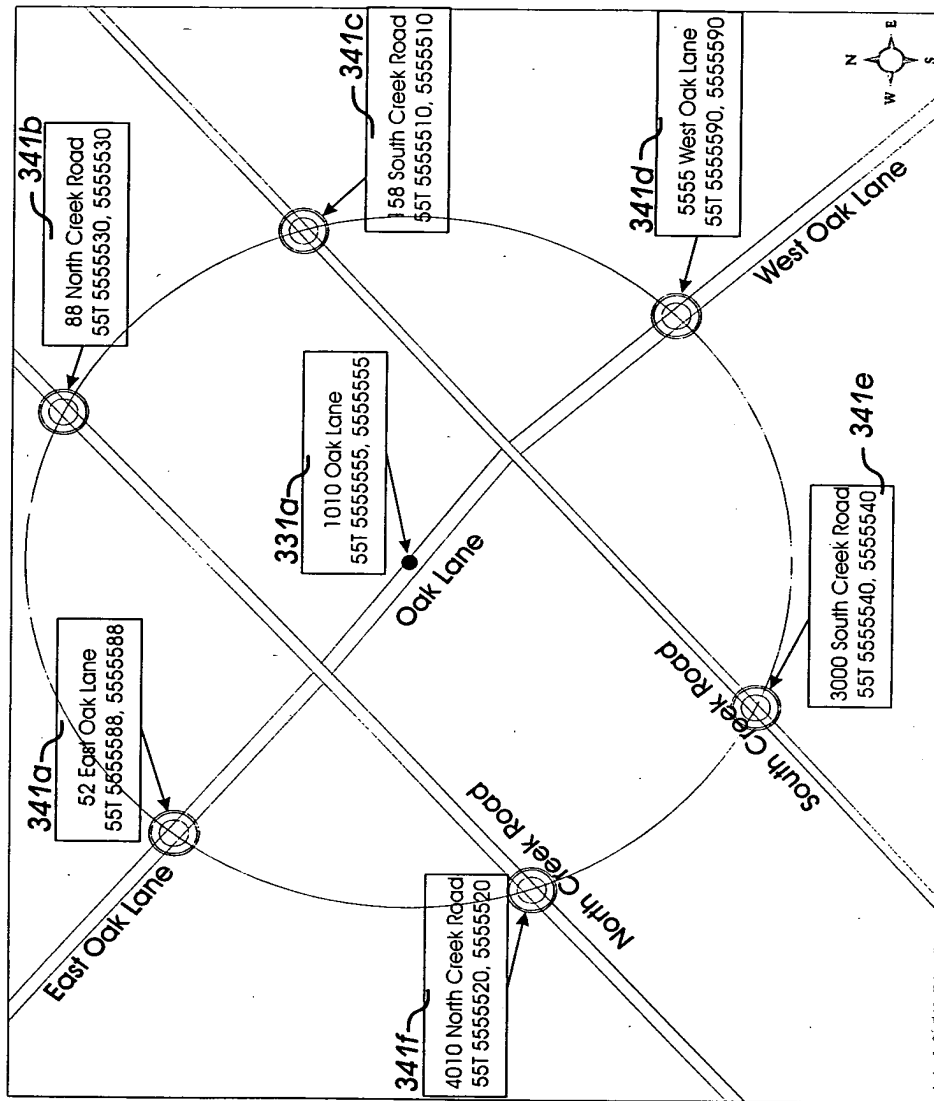 341b
88 North Creek Road
55T 5555530, 5555530
341c
158 South Creek Road
55T 5555510, 5555510
341a
52 East Oak Lane
55T 5555588, 5555588
331a
1010 Oak Lane
55T 5555555, 5555555
341d
5555 West Oak Lane
55T 5555590, 5555590
East Oak Lane
Oak Lane
West Oak Lane
341f
4010 North Creek Road
55T 5555520, 5555520
North Creek Road
South Creek Road
341e
3000 South Creek Road
55T 5555540, 5555540
N
W
E
S